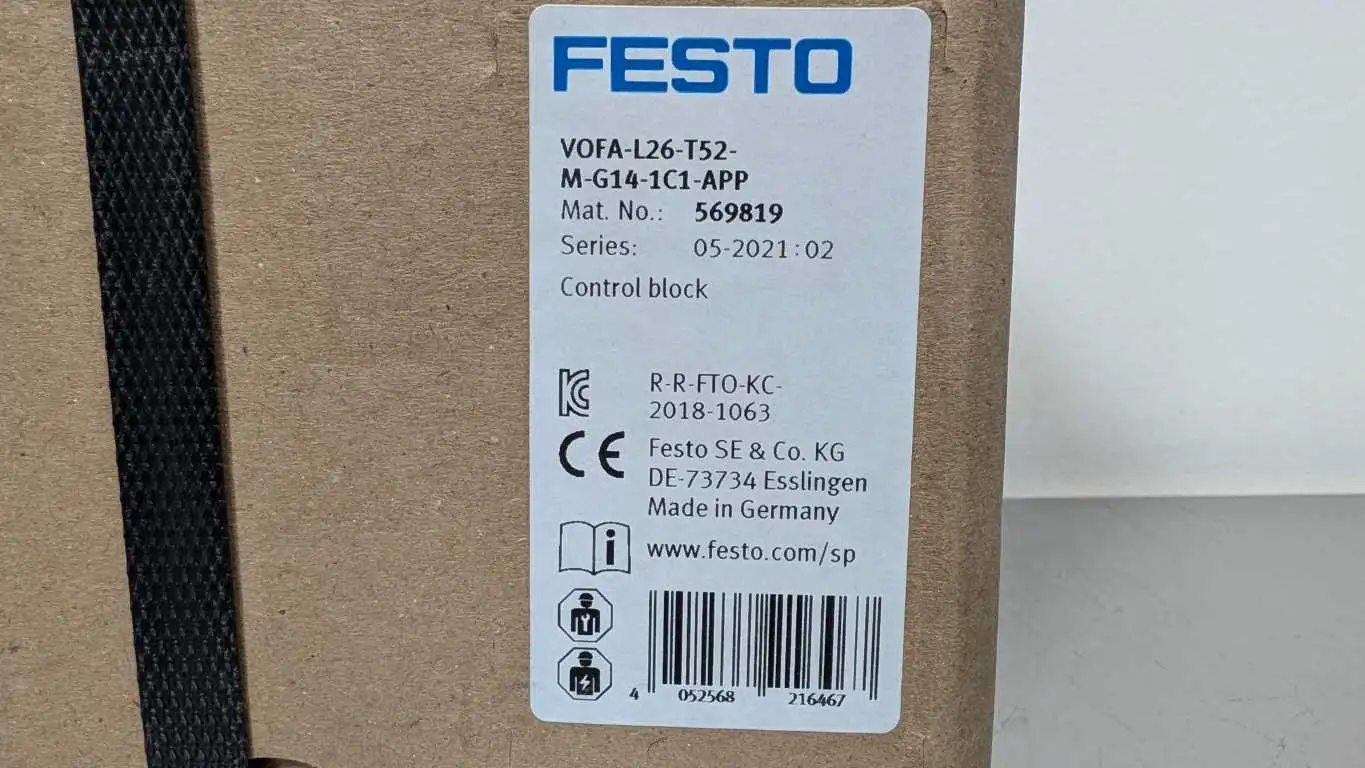 FESTO
VOFA-L26-T52-
M-G14-1C1-APP
Mat. No.: 569819
Series: 05-2021:02
Control block
R-R-FTO-KC-
2018-1063
CE Festo SE & Co. KG
DE-73734 Esslingen
Made in Germany
i www.festo.com/sp
4 052568 216467